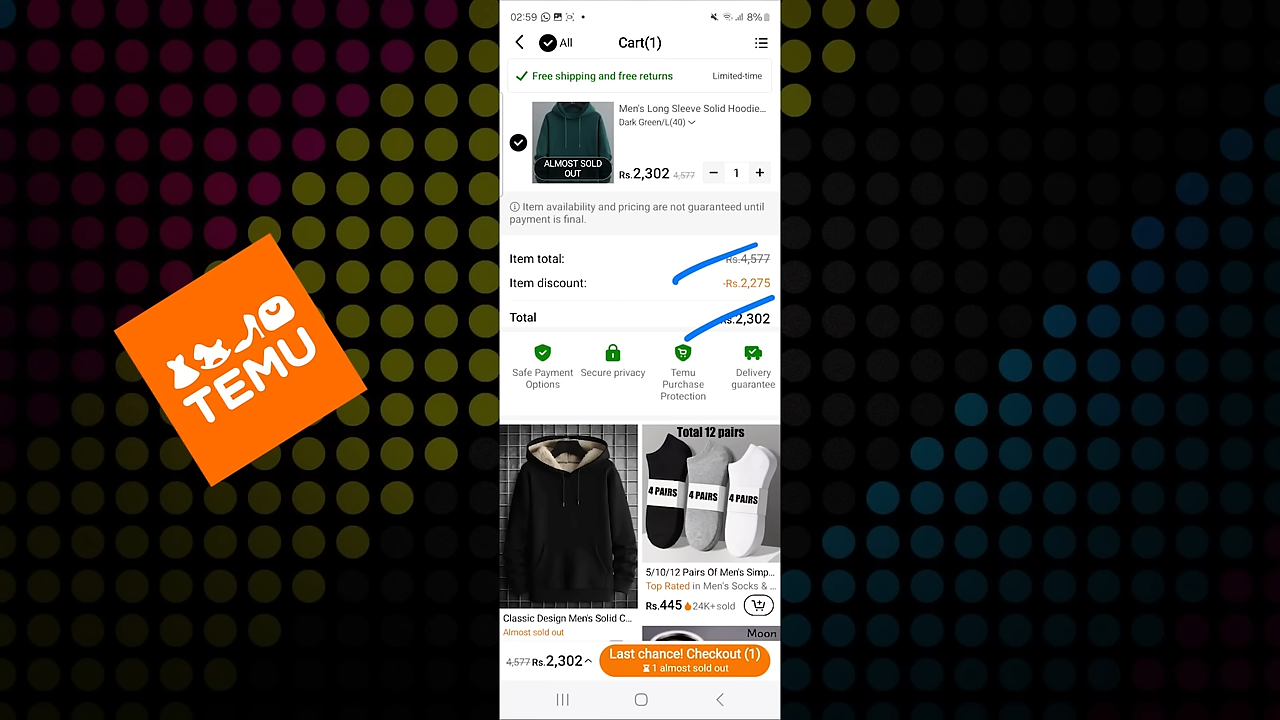 02:59
8%
All
Cart(1)
Free shipping and free returns
Limited-time
Men's Long Sleeve Solid Hoodie...
Dark Green/L(40)
ALMOST SOLD
OUT
Rs.2,302 4,577
1
Item availability and pricing are not guaranteed until
payment is final.
Item total: Rs.4,577
Item discount: -Rs.2,275
Total Rs.2,302
Safe Payment
Options
Secure privacy
Temu
Purchase
Protection
Delivery
guarantee
TEMU
Total 12 pairs
4 PAIRS
4 PAIRS
4 PAIRS
5/10/12 Pairs Of Men's Simp...
Top Rated in Men's Socks & ...
Rs.445 24K+sold
Classic Design Men's Solid C...
Almost sold out
Moon
4,577 Rs.2,302
Last chance! Checkout (1)
1 almost sold out